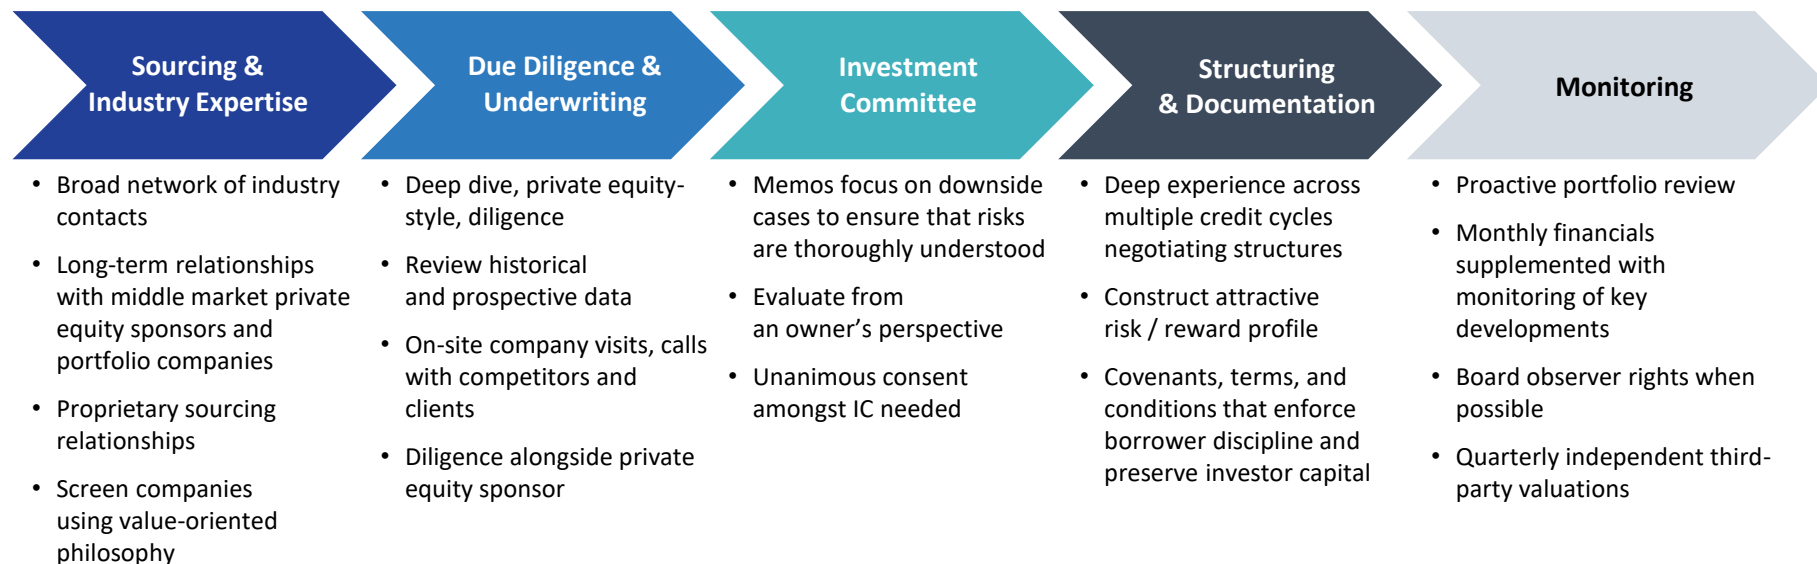 Sourcing &
Industry Expertise
• Broad network of industry
contacts
• Long-term relationships
with middle market private
equity sponsors and
portfolio companies
• Proprietary sourcing
relationships
• Screen companies
using value-oriented
philosophy
Due Diligence &
Underwriting
• Deep dive, private equity-
style, diligence
• Review historical
and prospective data
• On-site company visits, calls
with competitors and
clients
• Diligence alongside private
equity sponsor
Investment
Committee
• Memos focus on downside
cases to ensure that risks
are thoroughly understood
• Evaluate from
an owner’s perspective
• Unanimous consent
amongst IC needed
Structuring
& Documentation
• Deep experience across
multiple credit cycles
negotiating structures
• Construct attractive
risk / reward profile
• Covenants, terms, and
conditions that enforce
borrower discipline and
preserve investor capital
Monitoring
• Proactive portfolio review
• Monthly financials
supplemented with
monitoring of key
developments
• Board observer rights when
possible
• Quarterly independent third-
party valuations